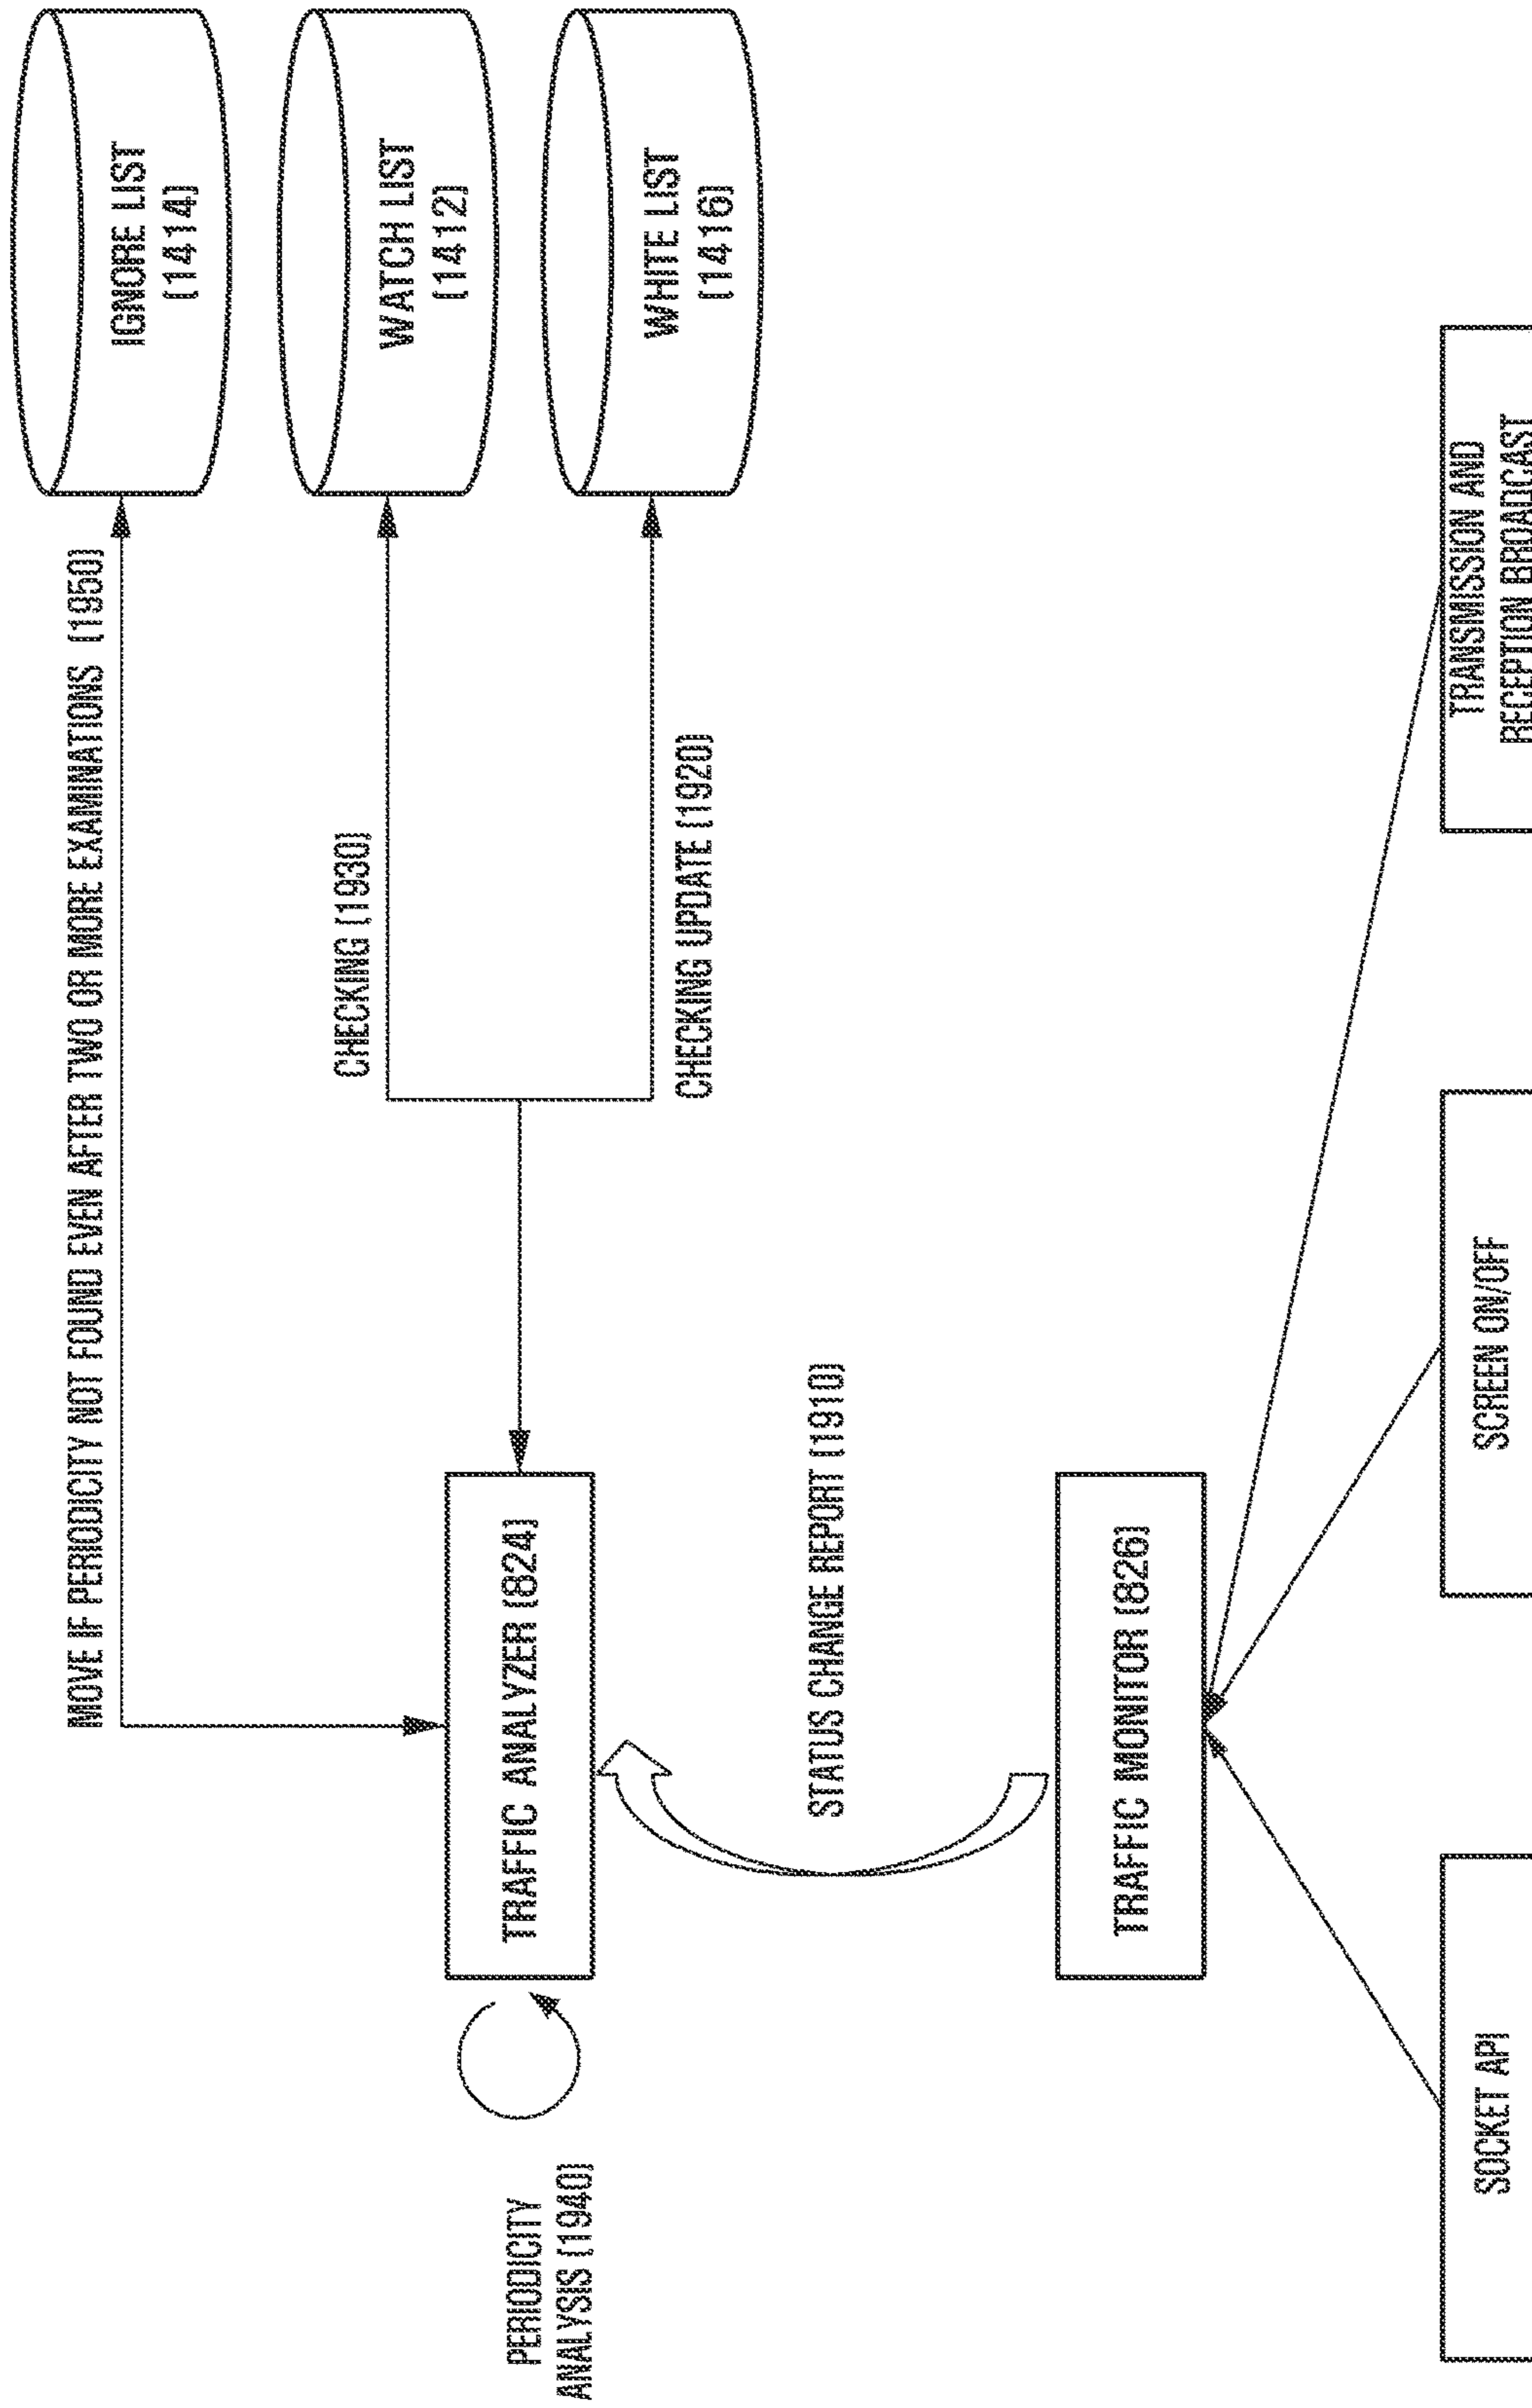 MOVE IF PERIODICITY NOT FOUND EVEN AFTER TWO OR MORE EXAMINATIONS (1950)
IGNORE LIST
(1414)
CHECKING (1930)
WATCH LIST
(1412)
PERIODICITY
ANALYSIS (1940)
TRAFFIC ANALYZER (824)
CHECKING UPDATE (1920)
WHITE LIST
(1416)
STATUS CHANGE REPORT (1910)
TRAFFIC MONITOR (826)
SOCKET API
SCREEN ON/OFF
TRANSMISSION AND
RECEPTION BROADCAST